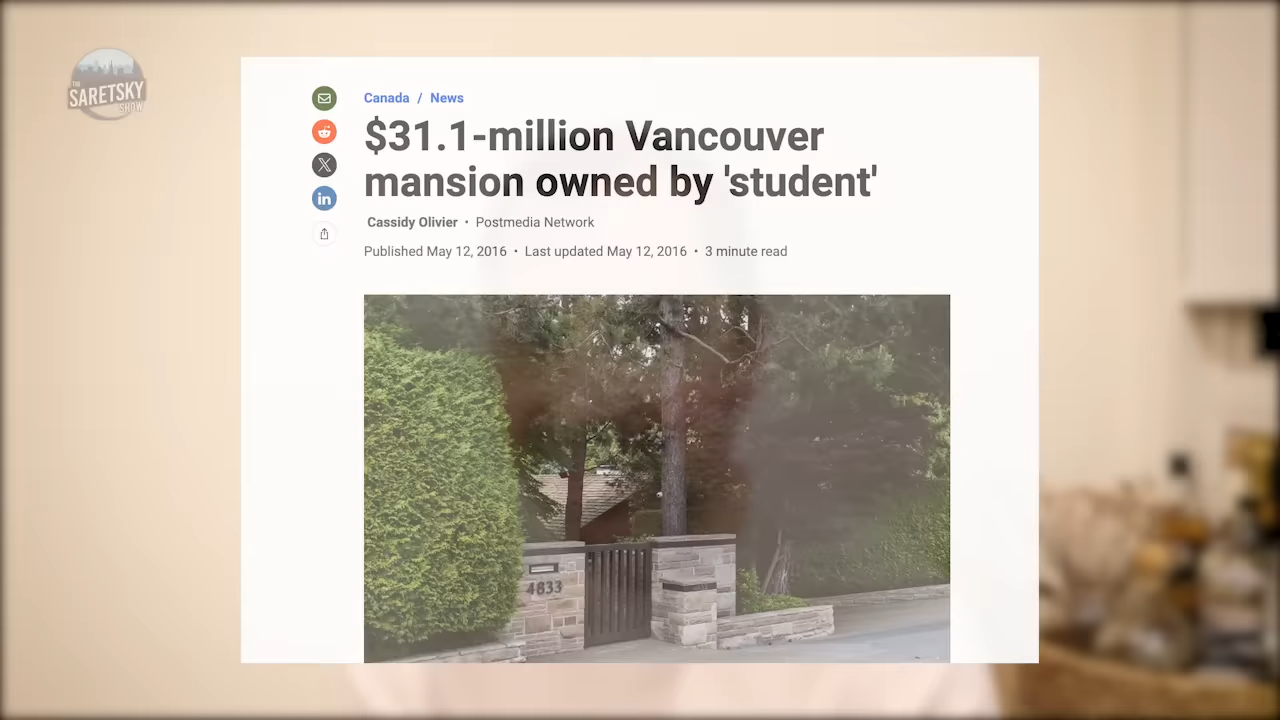 THE
SARETSKY
SHOW
Canada / News
$31.1-million Vancouver
mansion owned by 'student'
Cassidy Olivier • Postmedia Network
Published May 12, 2016 • Last updated May 12, 2016 • 3 minute read
4833